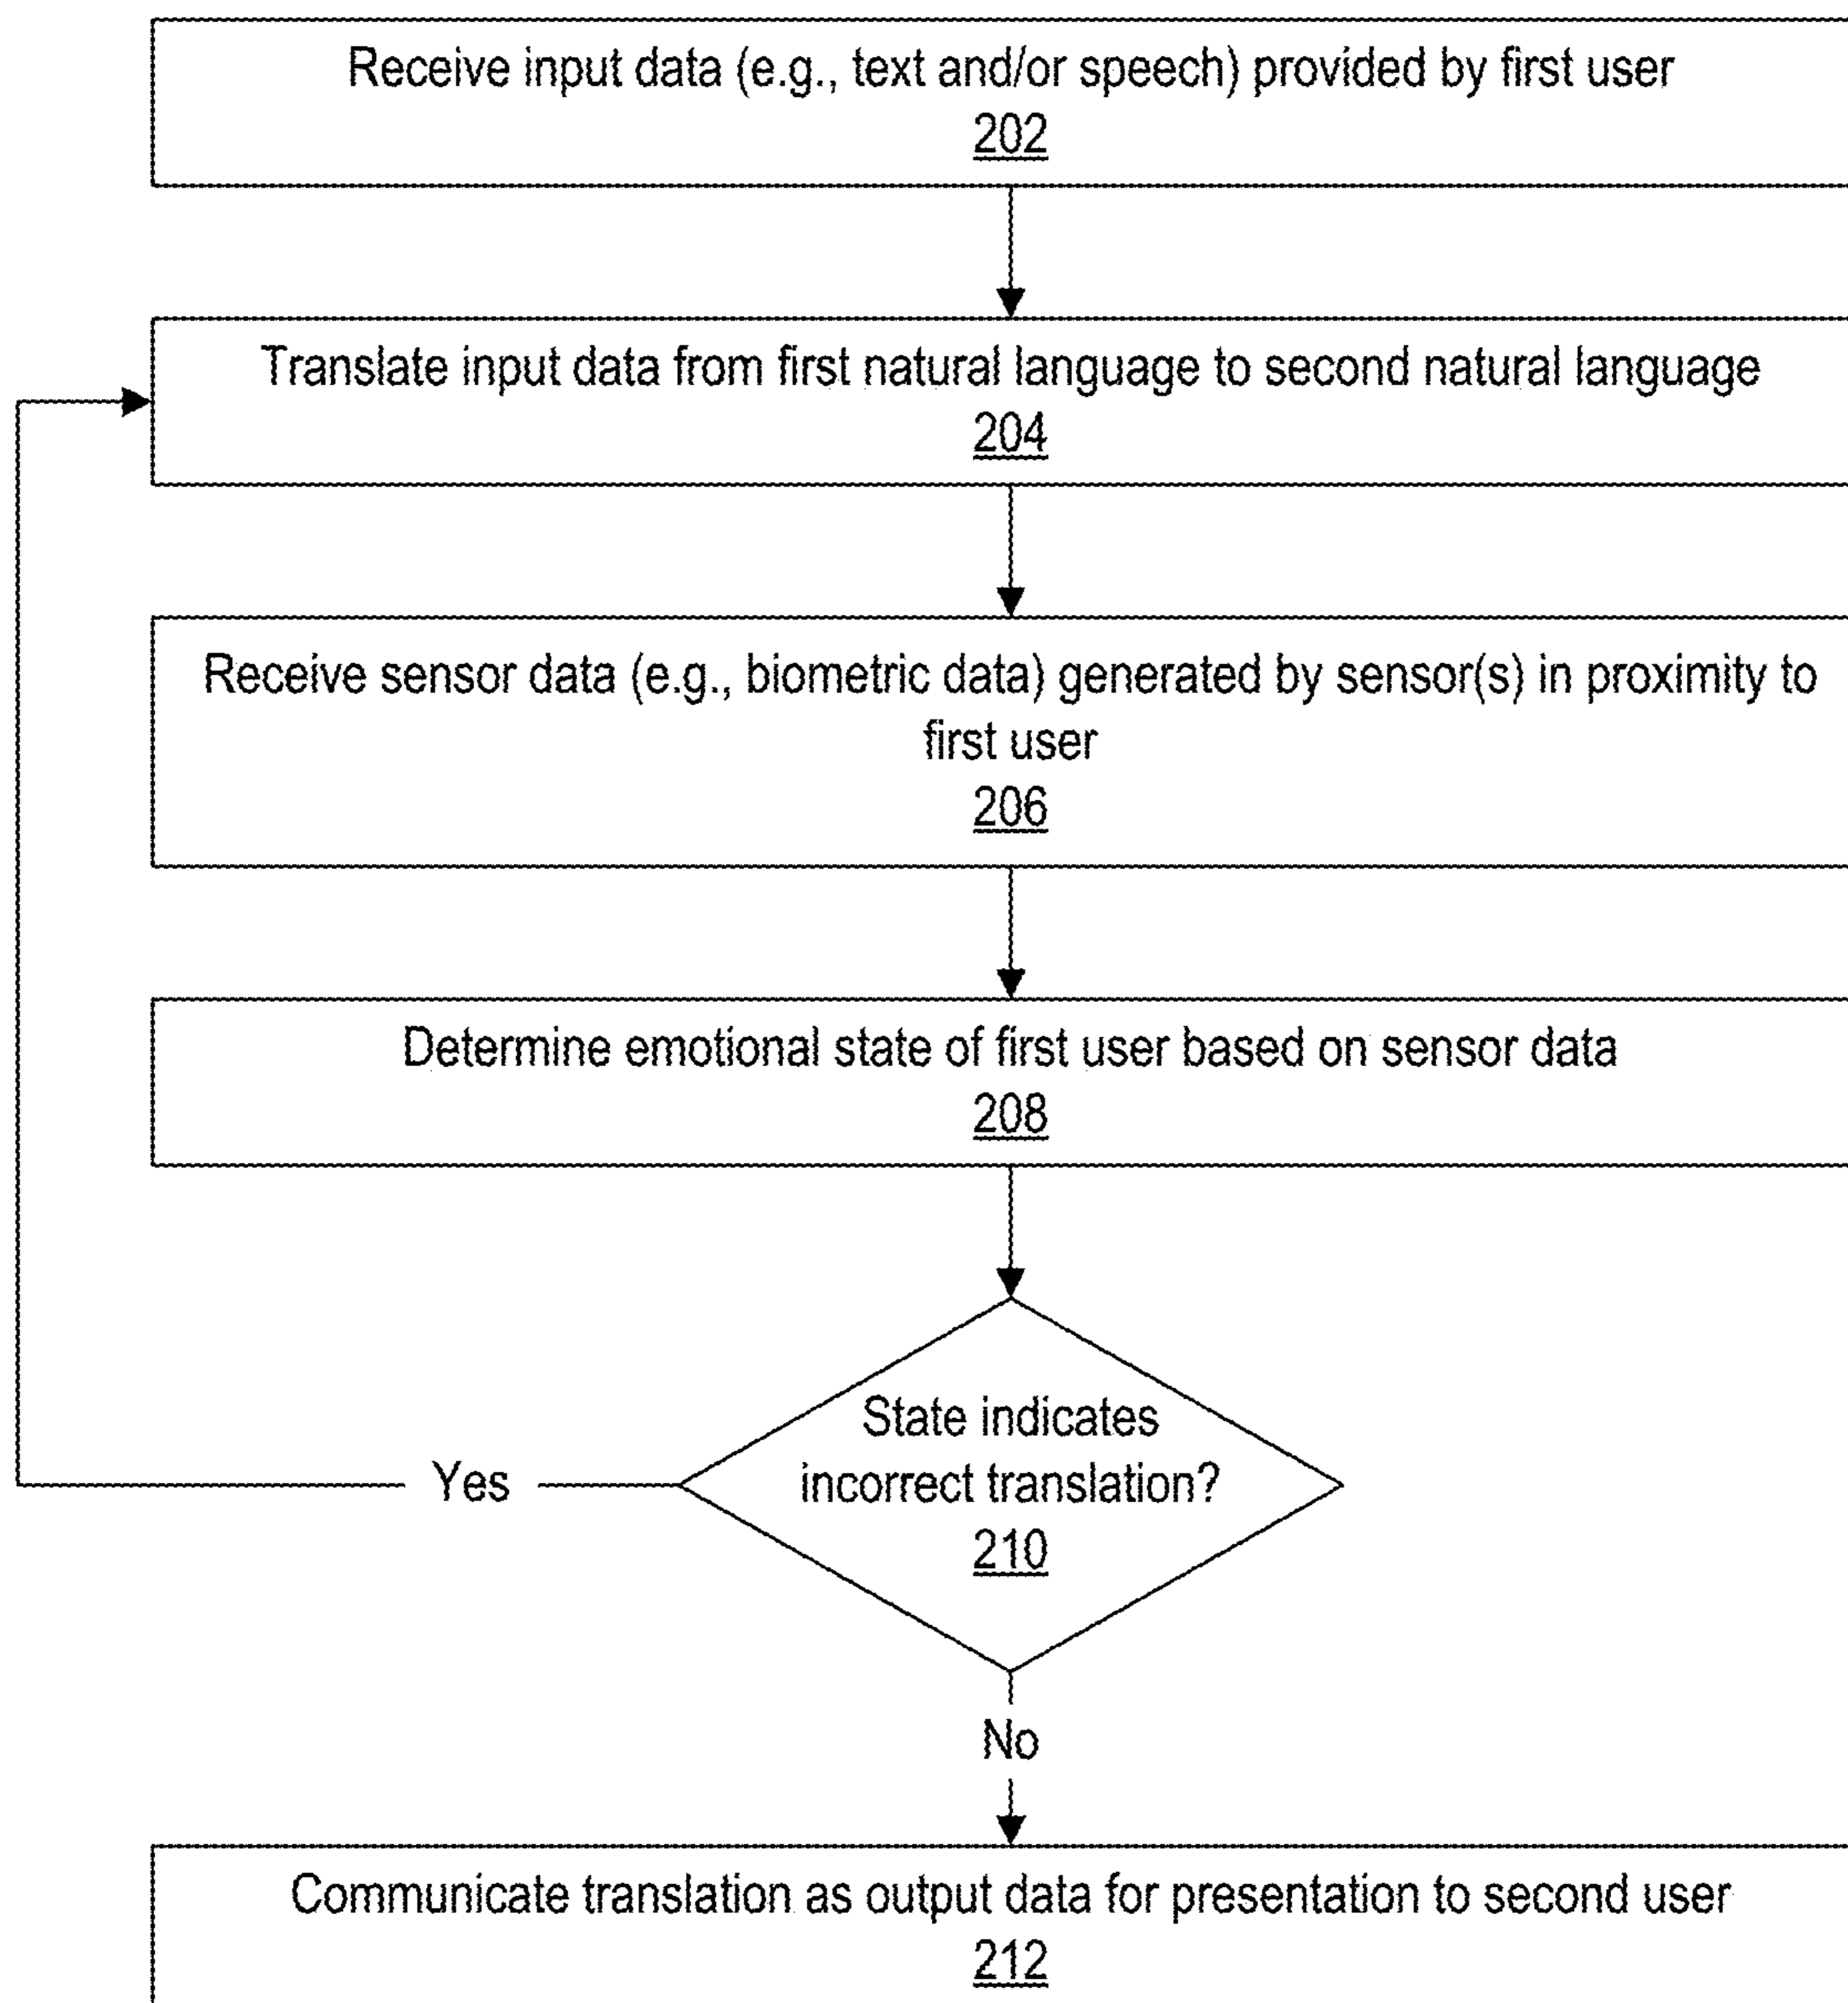 Receive input data (e.g., text and/or speech) provided by first user
202
Translate input data from first natural language to second natural language
204
Receive sensor data (e.g., biometric data) generated by sensor(s) in proximity to
first user
206
Determine emotional state of first user based on sensor data
208
State indicates
incorrect translation?
210
Yes
No
Communicate translation as output data for presentation to second user
212